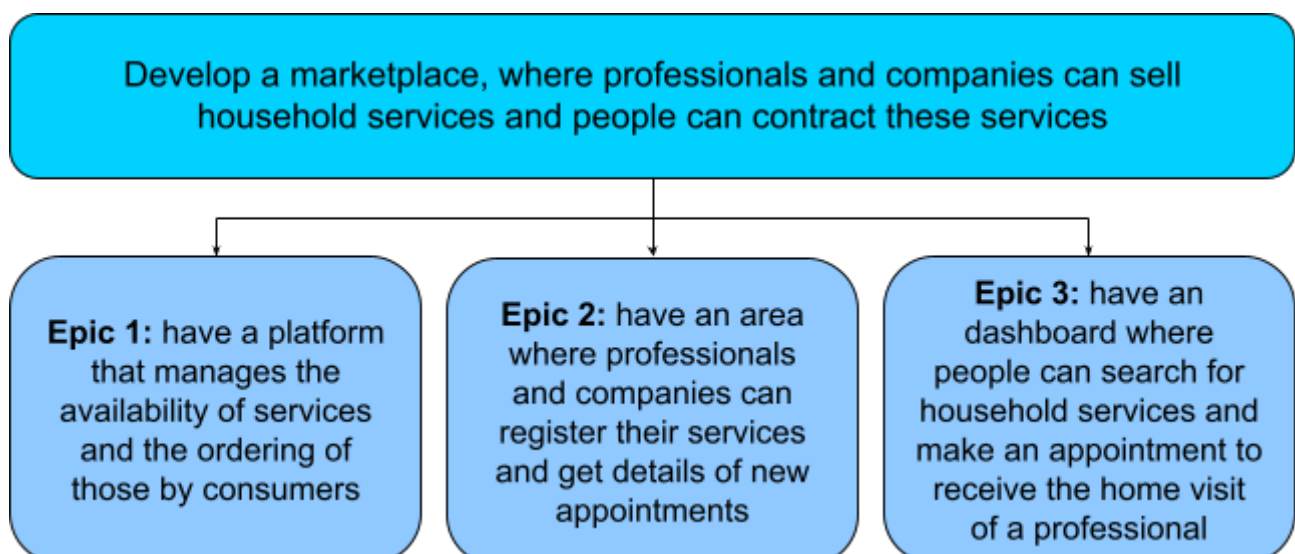 Develop a marketplace, where professionals and companies can sell
household services and people can contract these services
Epic 1: have a platform
that manages the
availability of services
and the ordering of
those by consumers
Epic 2: have an area
where professionals
and companies can
register their services
and get details of new
appointments
Epic 3: have an
dashboard where
people can search for
household services and
make an appointment to
receive the home visit
of a professional